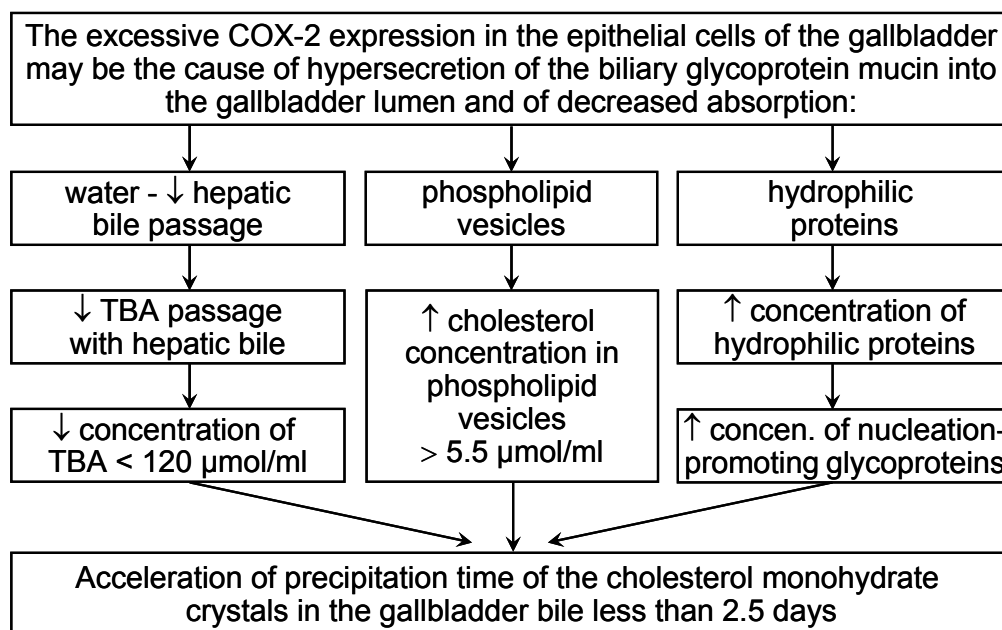 The excessive COX-2 expression in the epithelial cells of the gallbladder
may be the cause of hypersecretion of the biliary glycoprotein mucin into
the gallbladder lumen and of decreased absorption:
water - ↓ hepatic
bile passage
↓ TBA passage
with hepatic bile
↓ concentration of
TBA < 120 μmol/ml
phospholipid
vesicles
↑ cholesterol
concentration in
phospholipid
vesicles
> 5.5 μmol/ml
hydrophilic
proteins
↑ concentration of
hydrophilic proteins
↑ concen. of nucleation-
promoting glycoproteins
Acceleration of precipitation time of the cholesterol monohydrate
crystals in the gallbladder bile less than 2.5 days